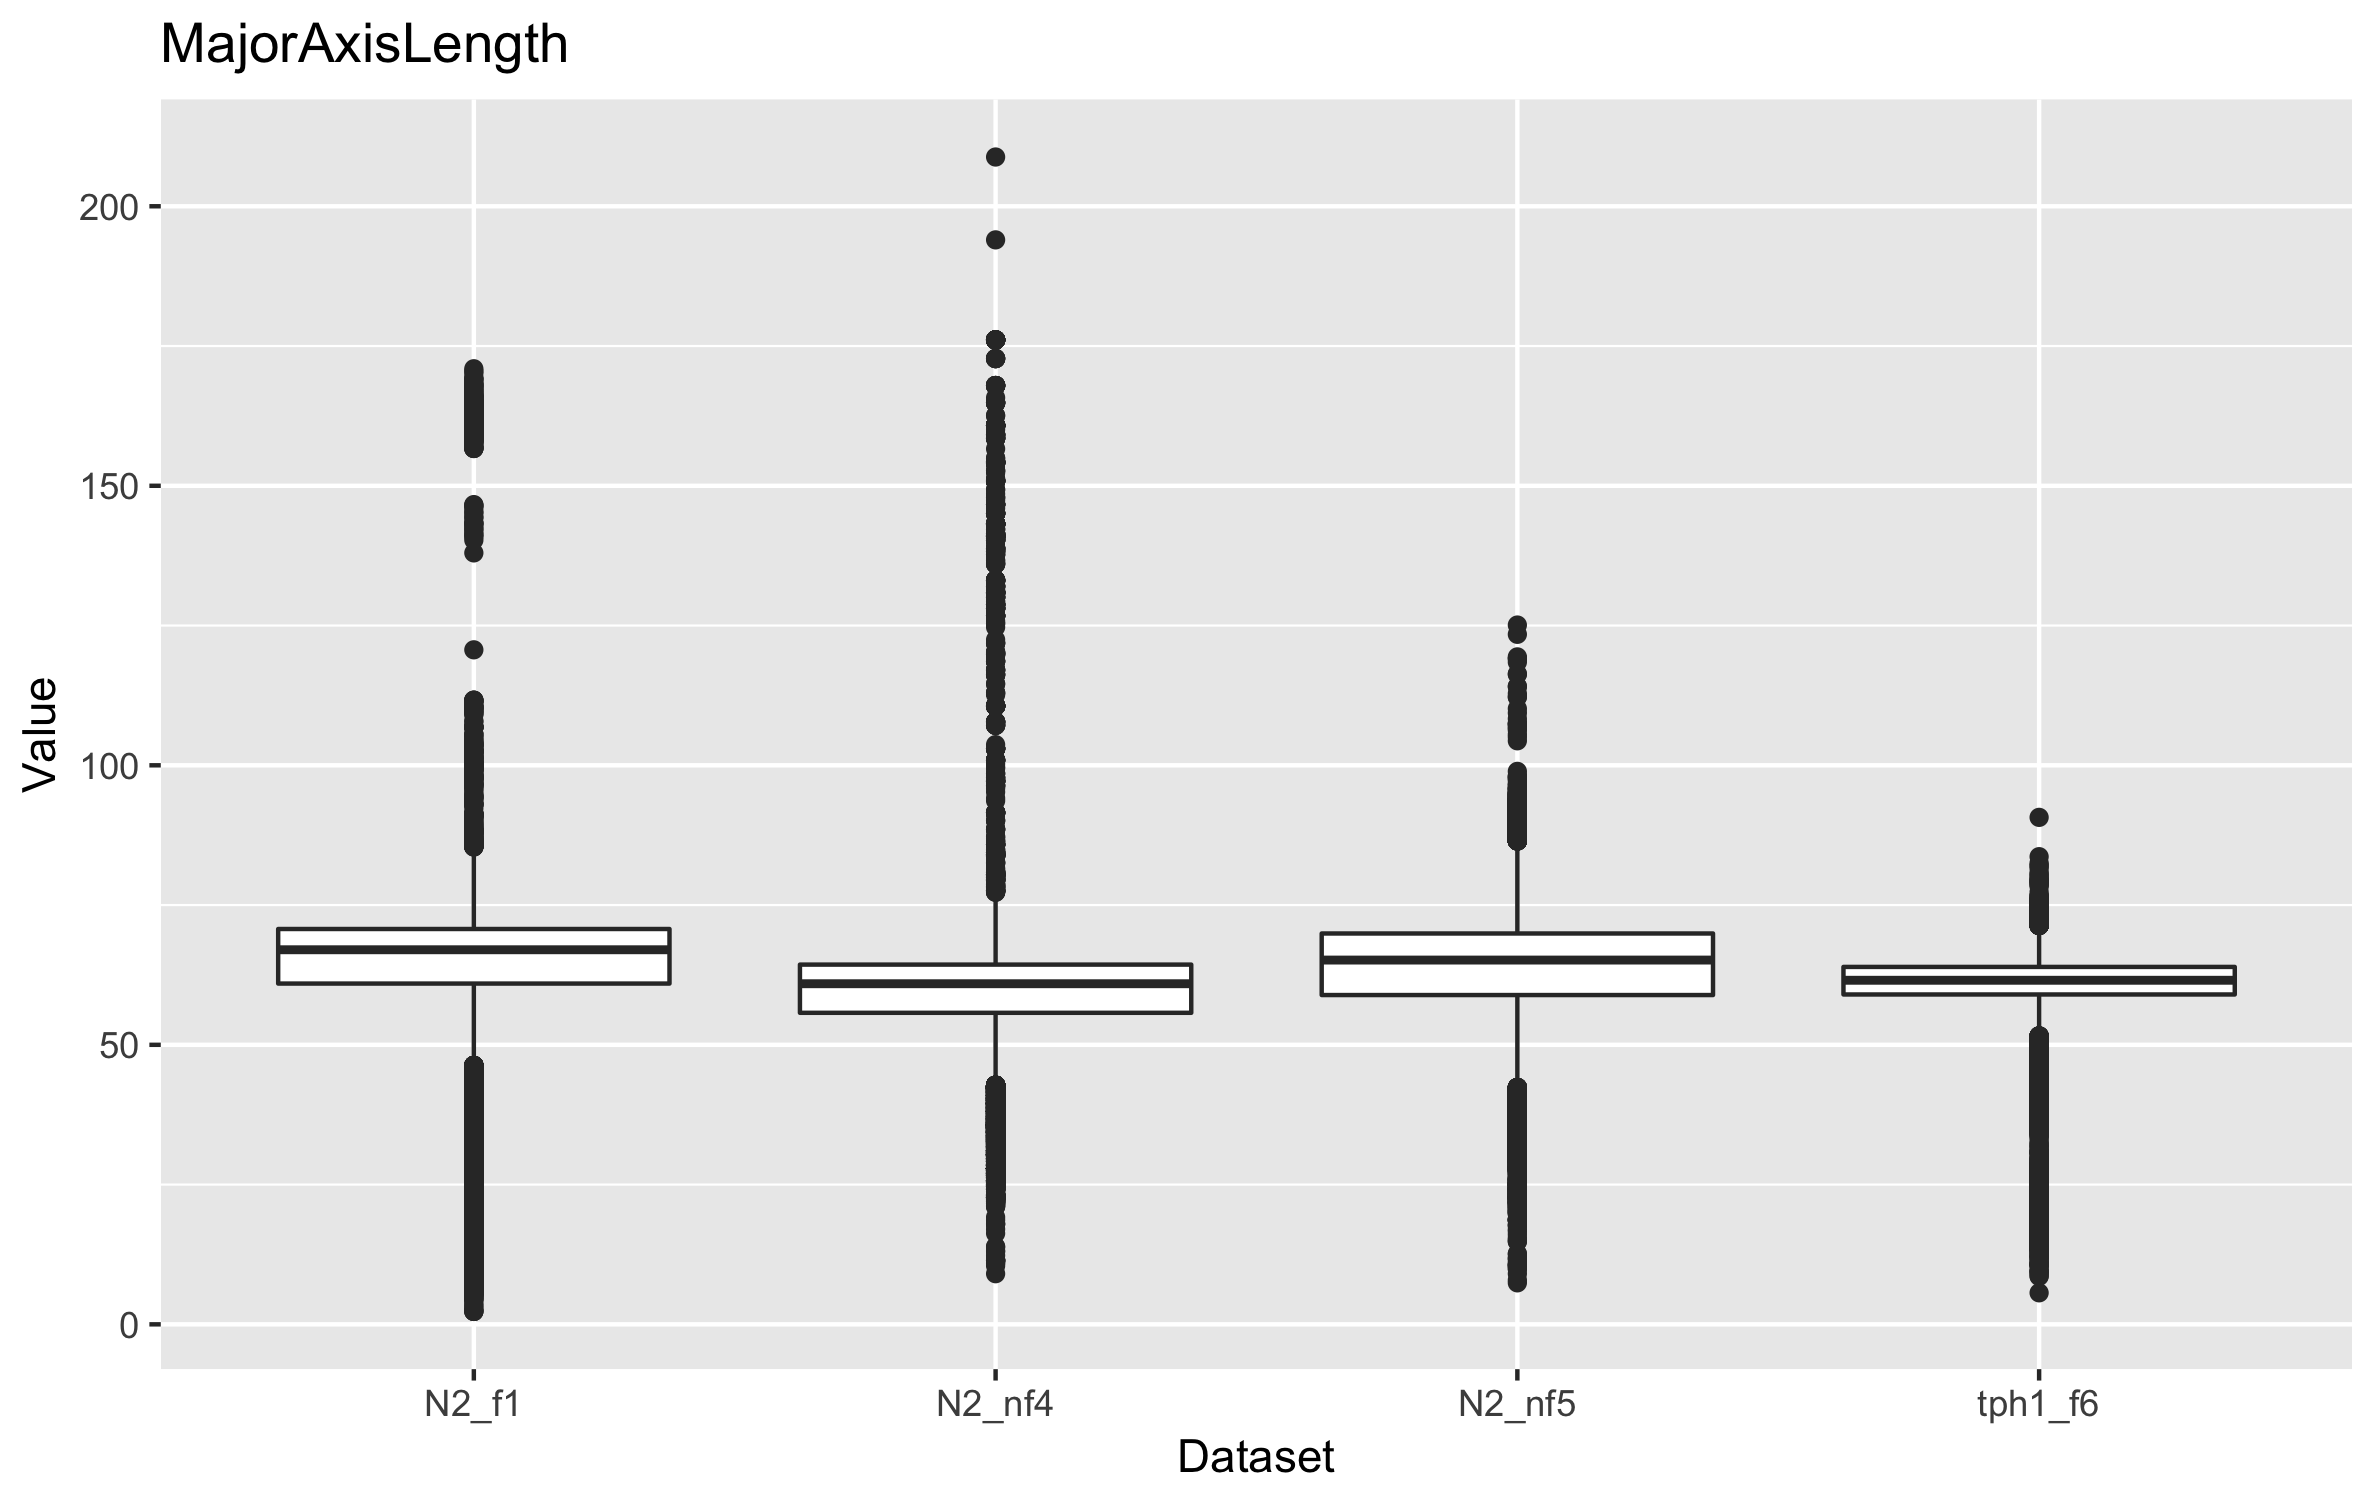 MajorAxisLength
Value
200
150
100
50
0
N2_f1 N2_nf4 N2_nf5 tph1_f6
Dataset